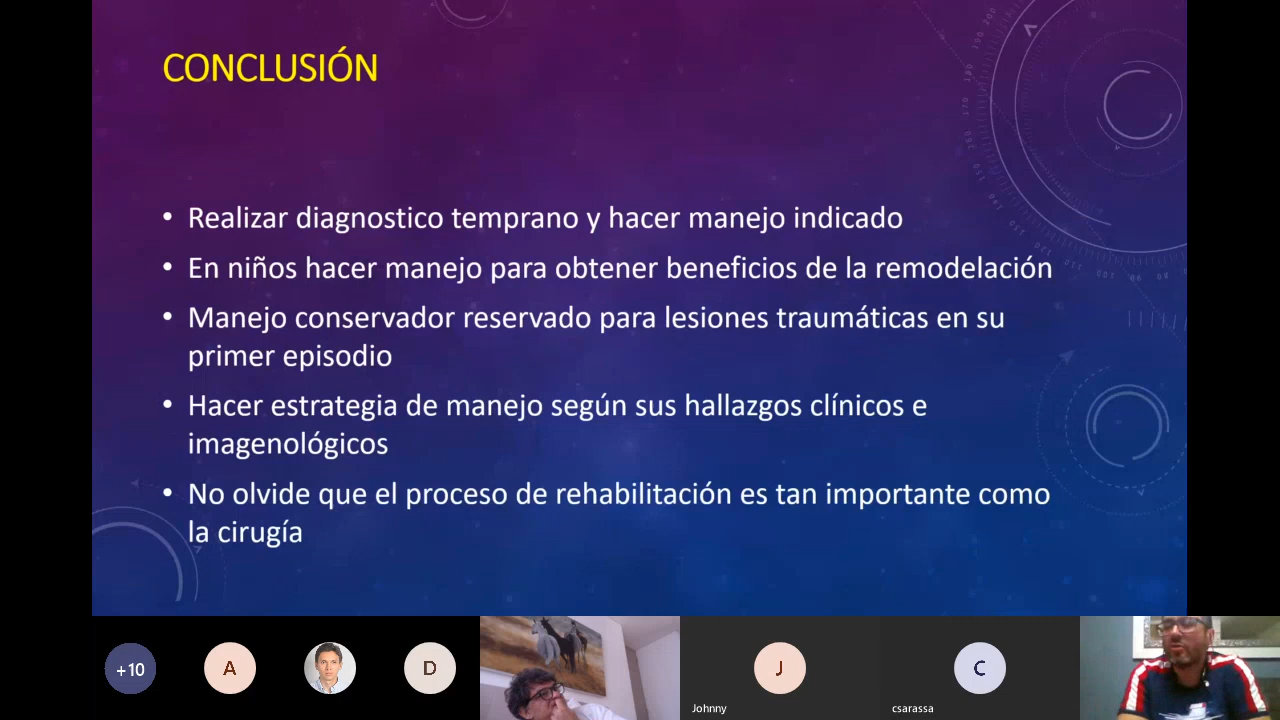 CONCLUSIÓN
• Realizar diagnostico temprano y hacer manejo indicado
• En niños hacer manejo para obtener beneficios de la remodelación
• Manejo conservador reservado para lesiones traumáticas en su
primer episodio
• Hacer estrategia de manejo según sus hallazgos clínicos e
imagenológicos
• No olvide que el proceso de rehabilitación es tan importante como
la cirugía
+10
A
D
J
C
Johnny
csarassa